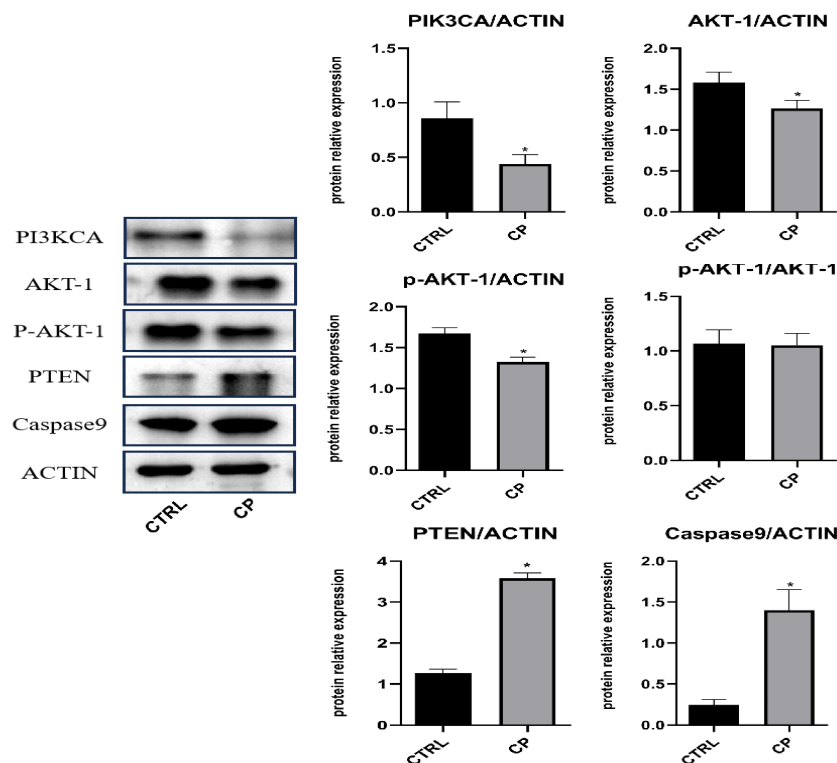 PI3KCA
AKT-1
P-AKT-1
PTEN
Caspase9
ACTIN
CTRL
CP
PIK3CA/ACTIN
protein relative expression
1.5
1.0
0.5
0.0
*
CTRL
CP
AKT-1/ACTIN
protein relative expression
2.0
1.5
1.0
0.5
0.0
*
CTRL
CP
p-AKT-1/ACTIN
protein relative expression
2.0
1.5
1.0
0.5
0.0
*
CTRL
CP
p-AKT-1/AKT-1
protein relative expression
1.5
1.0
0.5
0.0
CTRL
CP
PTEN/ACTIN
protein relative expression
4
3
2
1
0
*
CTRL
CP
Caspase9/ACTIN
protein relative expression
2.0
1.5
1.0
0.5
0.0
*
CTRL
CP